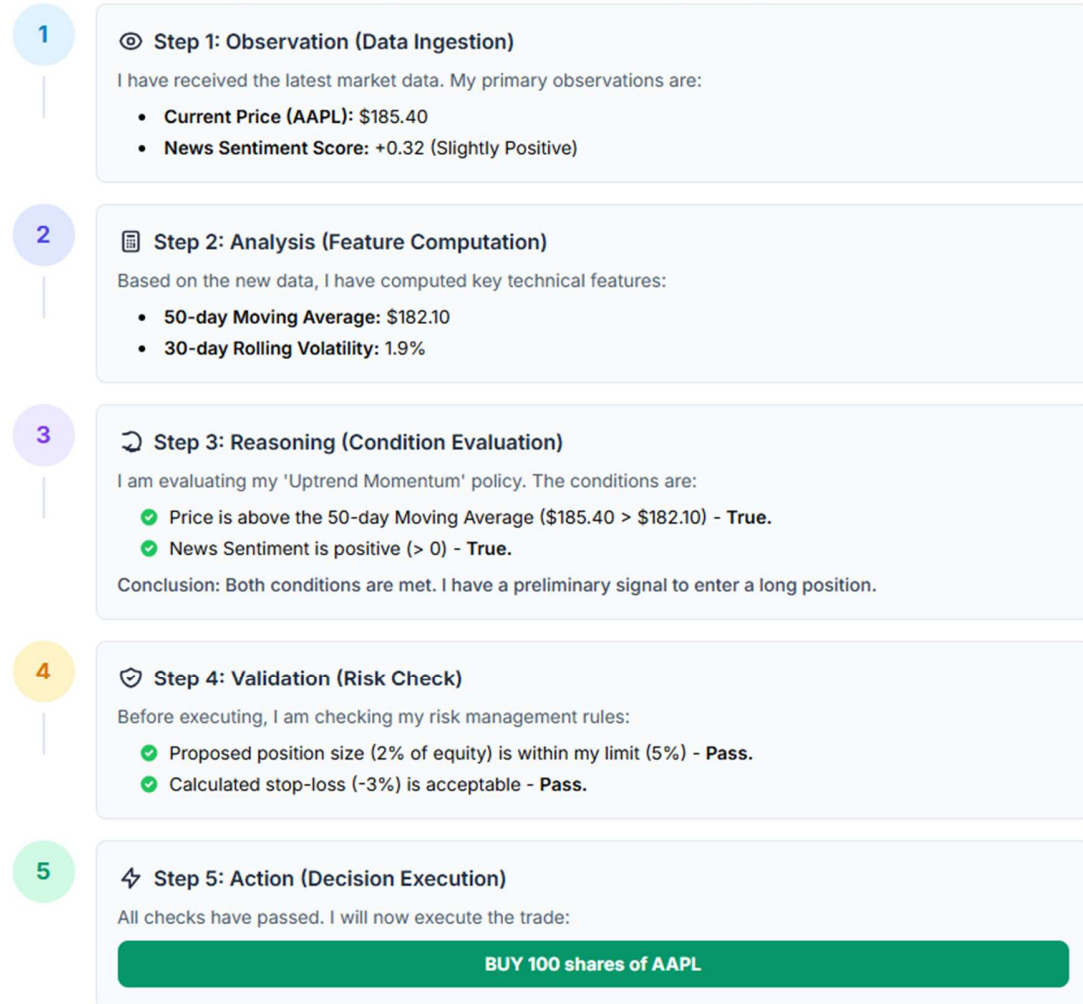 1
Step 1: Observation (Data Ingestion)
I have received the latest market data. My primary observations are:
• Current Price (AAPL): $185.40
• News Sentiment Score: +0.32 (Slightly Positive)
2
Step 2: Analysis (Feature Computation)
Based on the new data, I have computed key technical features:
• 50-day Moving Average: $182.10
• 30-day Rolling Volatility: 1.9%
3
Step 3: Reasoning (Condition Evaluation)
I am evaluating my 'Uptrend Momentum' policy. The conditions are:
Price is above the 50-day Moving Average ($185.40 > $182.10) - True.
News Sentiment is positive (> 0) - True.
Conclusion: Both conditions are met. I have a preliminary signal to enter a long position.
4
Step 4: Validation (Risk Check)
Before executing, I am checking my risk management rules:
Proposed position size (2% of equity) is within my limit (5%) - Pass.
Calculated stop-loss (-3%) is acceptable - Pass.
5
Step 5: Action (Decision Execution)
All checks have passed. I will now execute the trade:
BUY 100 shares of AAPL